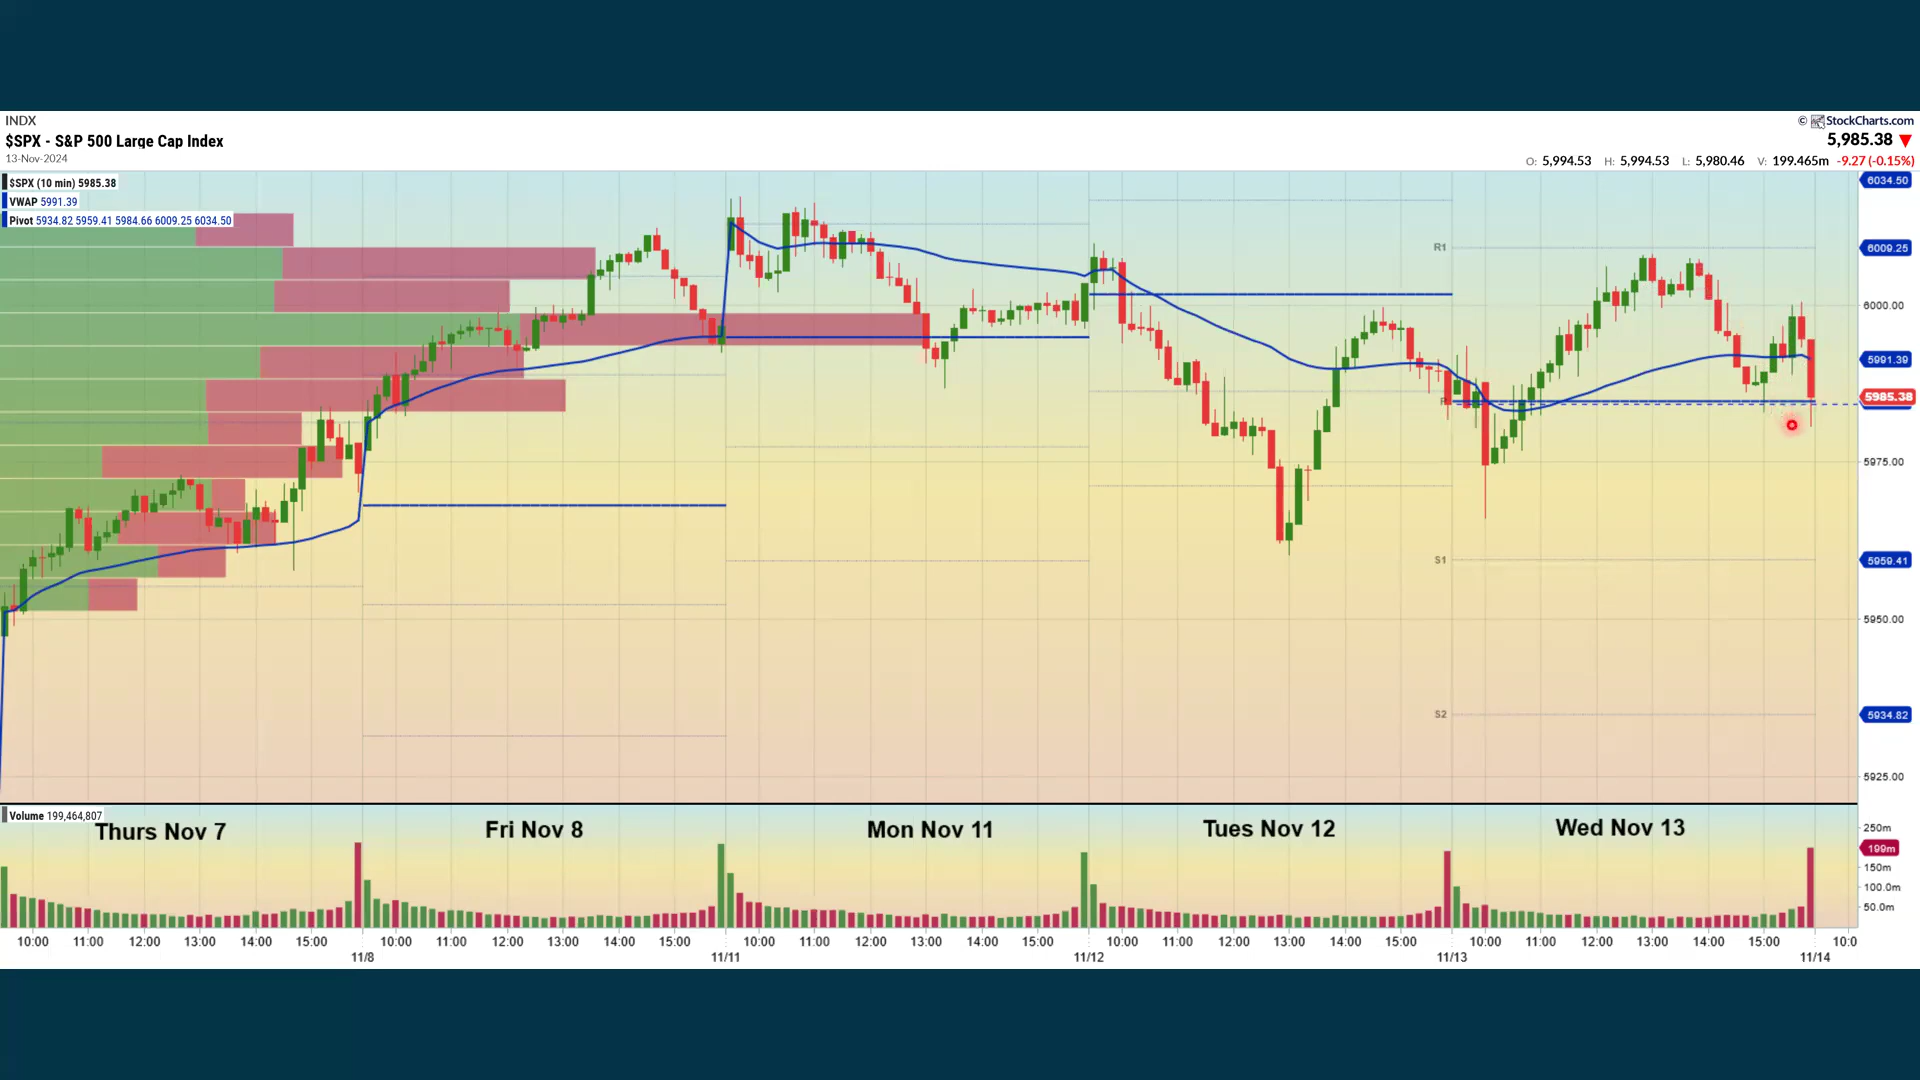 INDX
© StockCharts.com
$SPX - S&P 500 Large Cap Index
5,985.38
13-Nov-2024
O: 5,994.53 H: 5,994.53 L: 5,980.46 V: 199.465m -9.27 (-0.15%)
$SPX (10 min) 5985.38
VWAP 5991.39
Pivot 5934.82 5959.41 5984.66 6009.25 6034.50
6034.50
R1
6009.25
6000.00
5991.39
5985.38
P
5975.00
S1
5959.41
5950.00
S2
5934.82
5925.00
Volume 199,464,807
Thurs Nov 7
Fri Nov 8
Mon Nov 11
Tues Nov 12
Wed Nov 13
250m
199m
150m
100.0m
50.0m
10:00 11:00 12:00 13:00 14:00 15:00 10:00 11:00 12:00 13:00 14:00 15:00 10:00 11:00 12:00 13:00 14:00 15:00 10:00 11:00 12:00 13:00 14:00 15:00 10:00 11:00 12:00 13:00 14:00 15:00 10:0
11/8 11/11 11/12 11/13 11/14